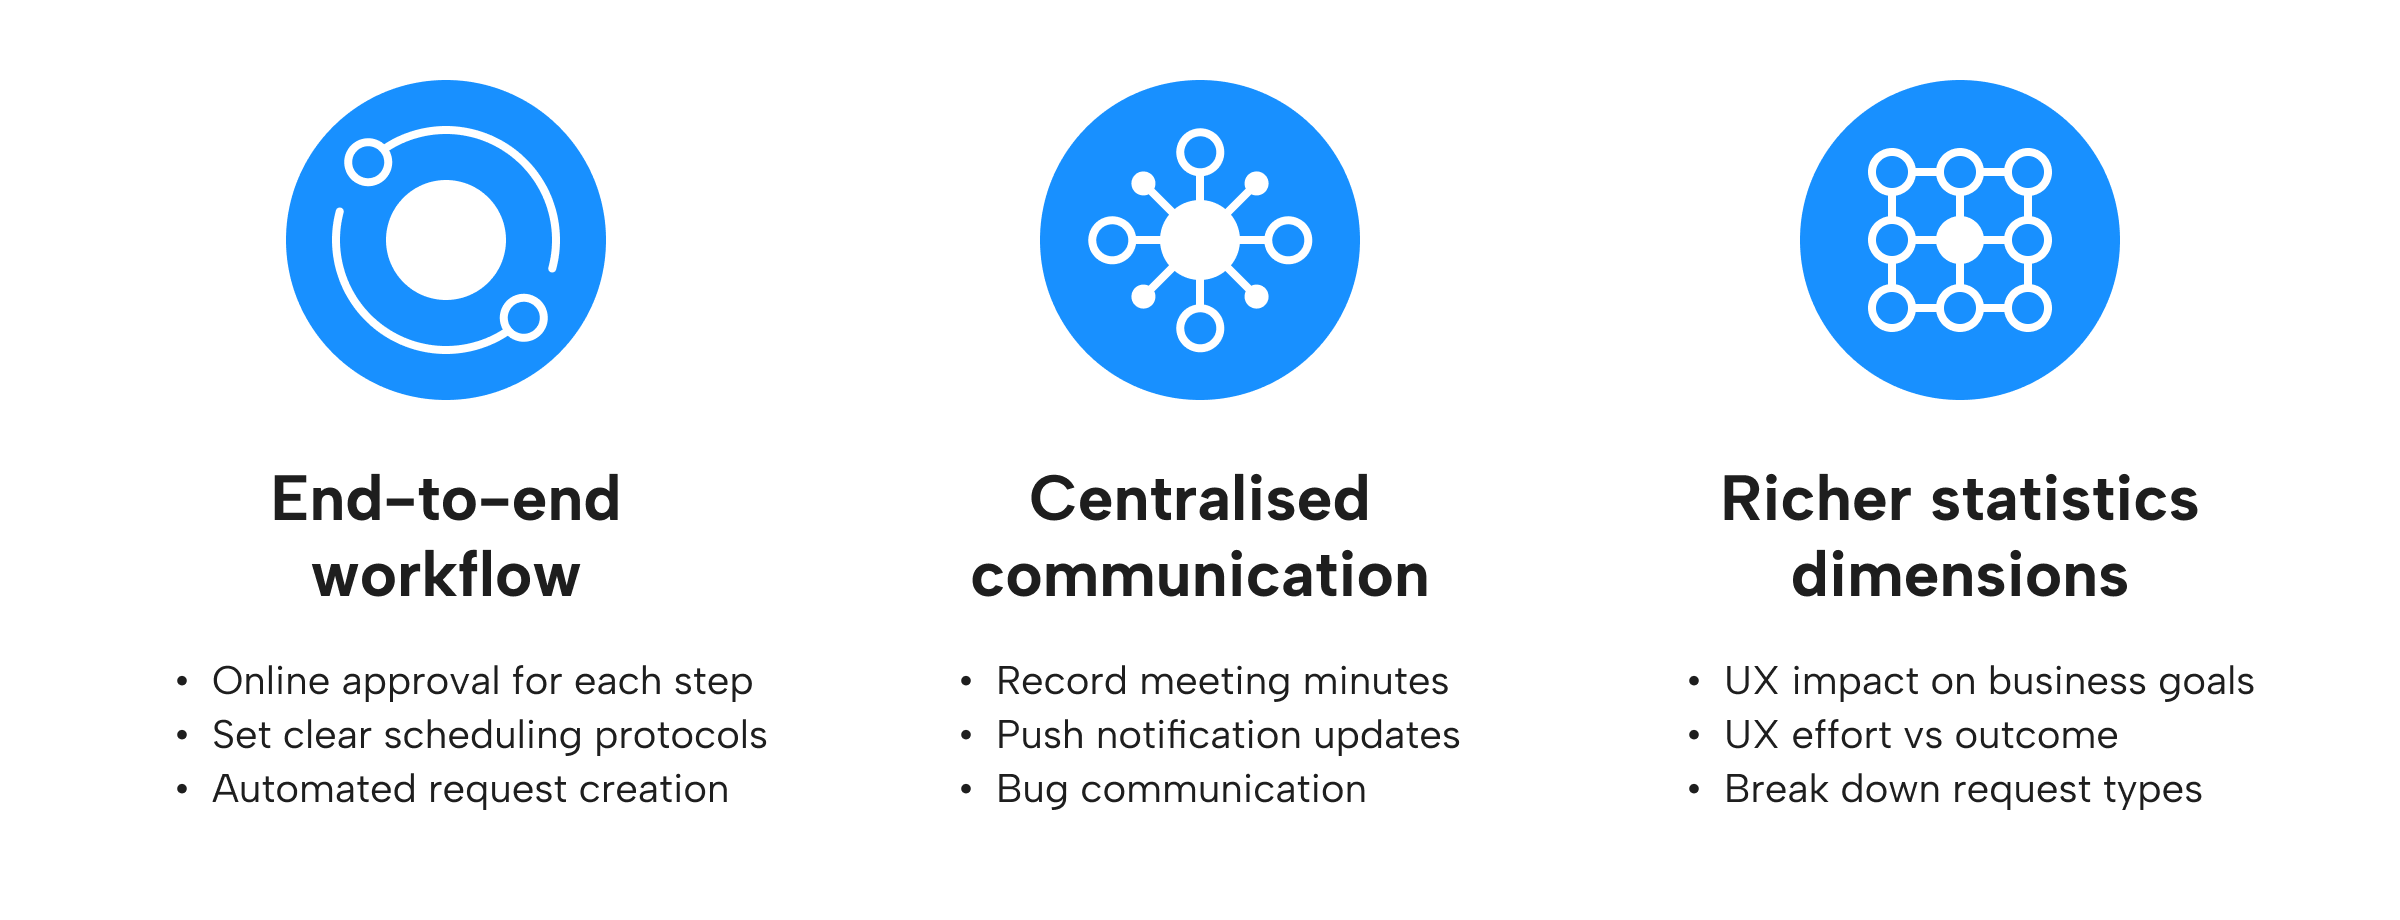 End-to-end
workflow
• Online approval for each step
• Set clear scheduling protocols
• Automated request creation
Centralised
communication
• Record meeting minutes
• Push notification updates
• Bug communication
Richer statistics
dimensions
• UX impact on business goals
• UX effort vs outcome
• Break down request types